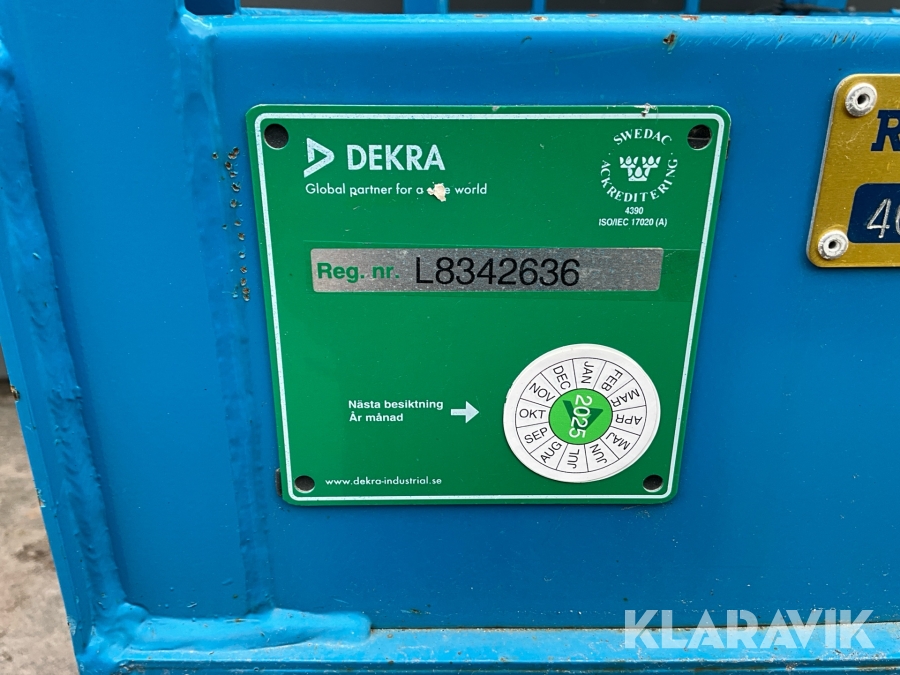 DEKRA
Global partner for a world
SWEDAC
ACKREDITERING
4390
ISO/IEC 17020 (A)
Reg. nr. L8342636
Nästa besiktning
År månad
JAN
FEB
MAR
APR
MAJ
JUN
JUL
AUG
SEP
OKT
NOV
DEC
2025
www.dekra-industrial.se
KLARAVIK